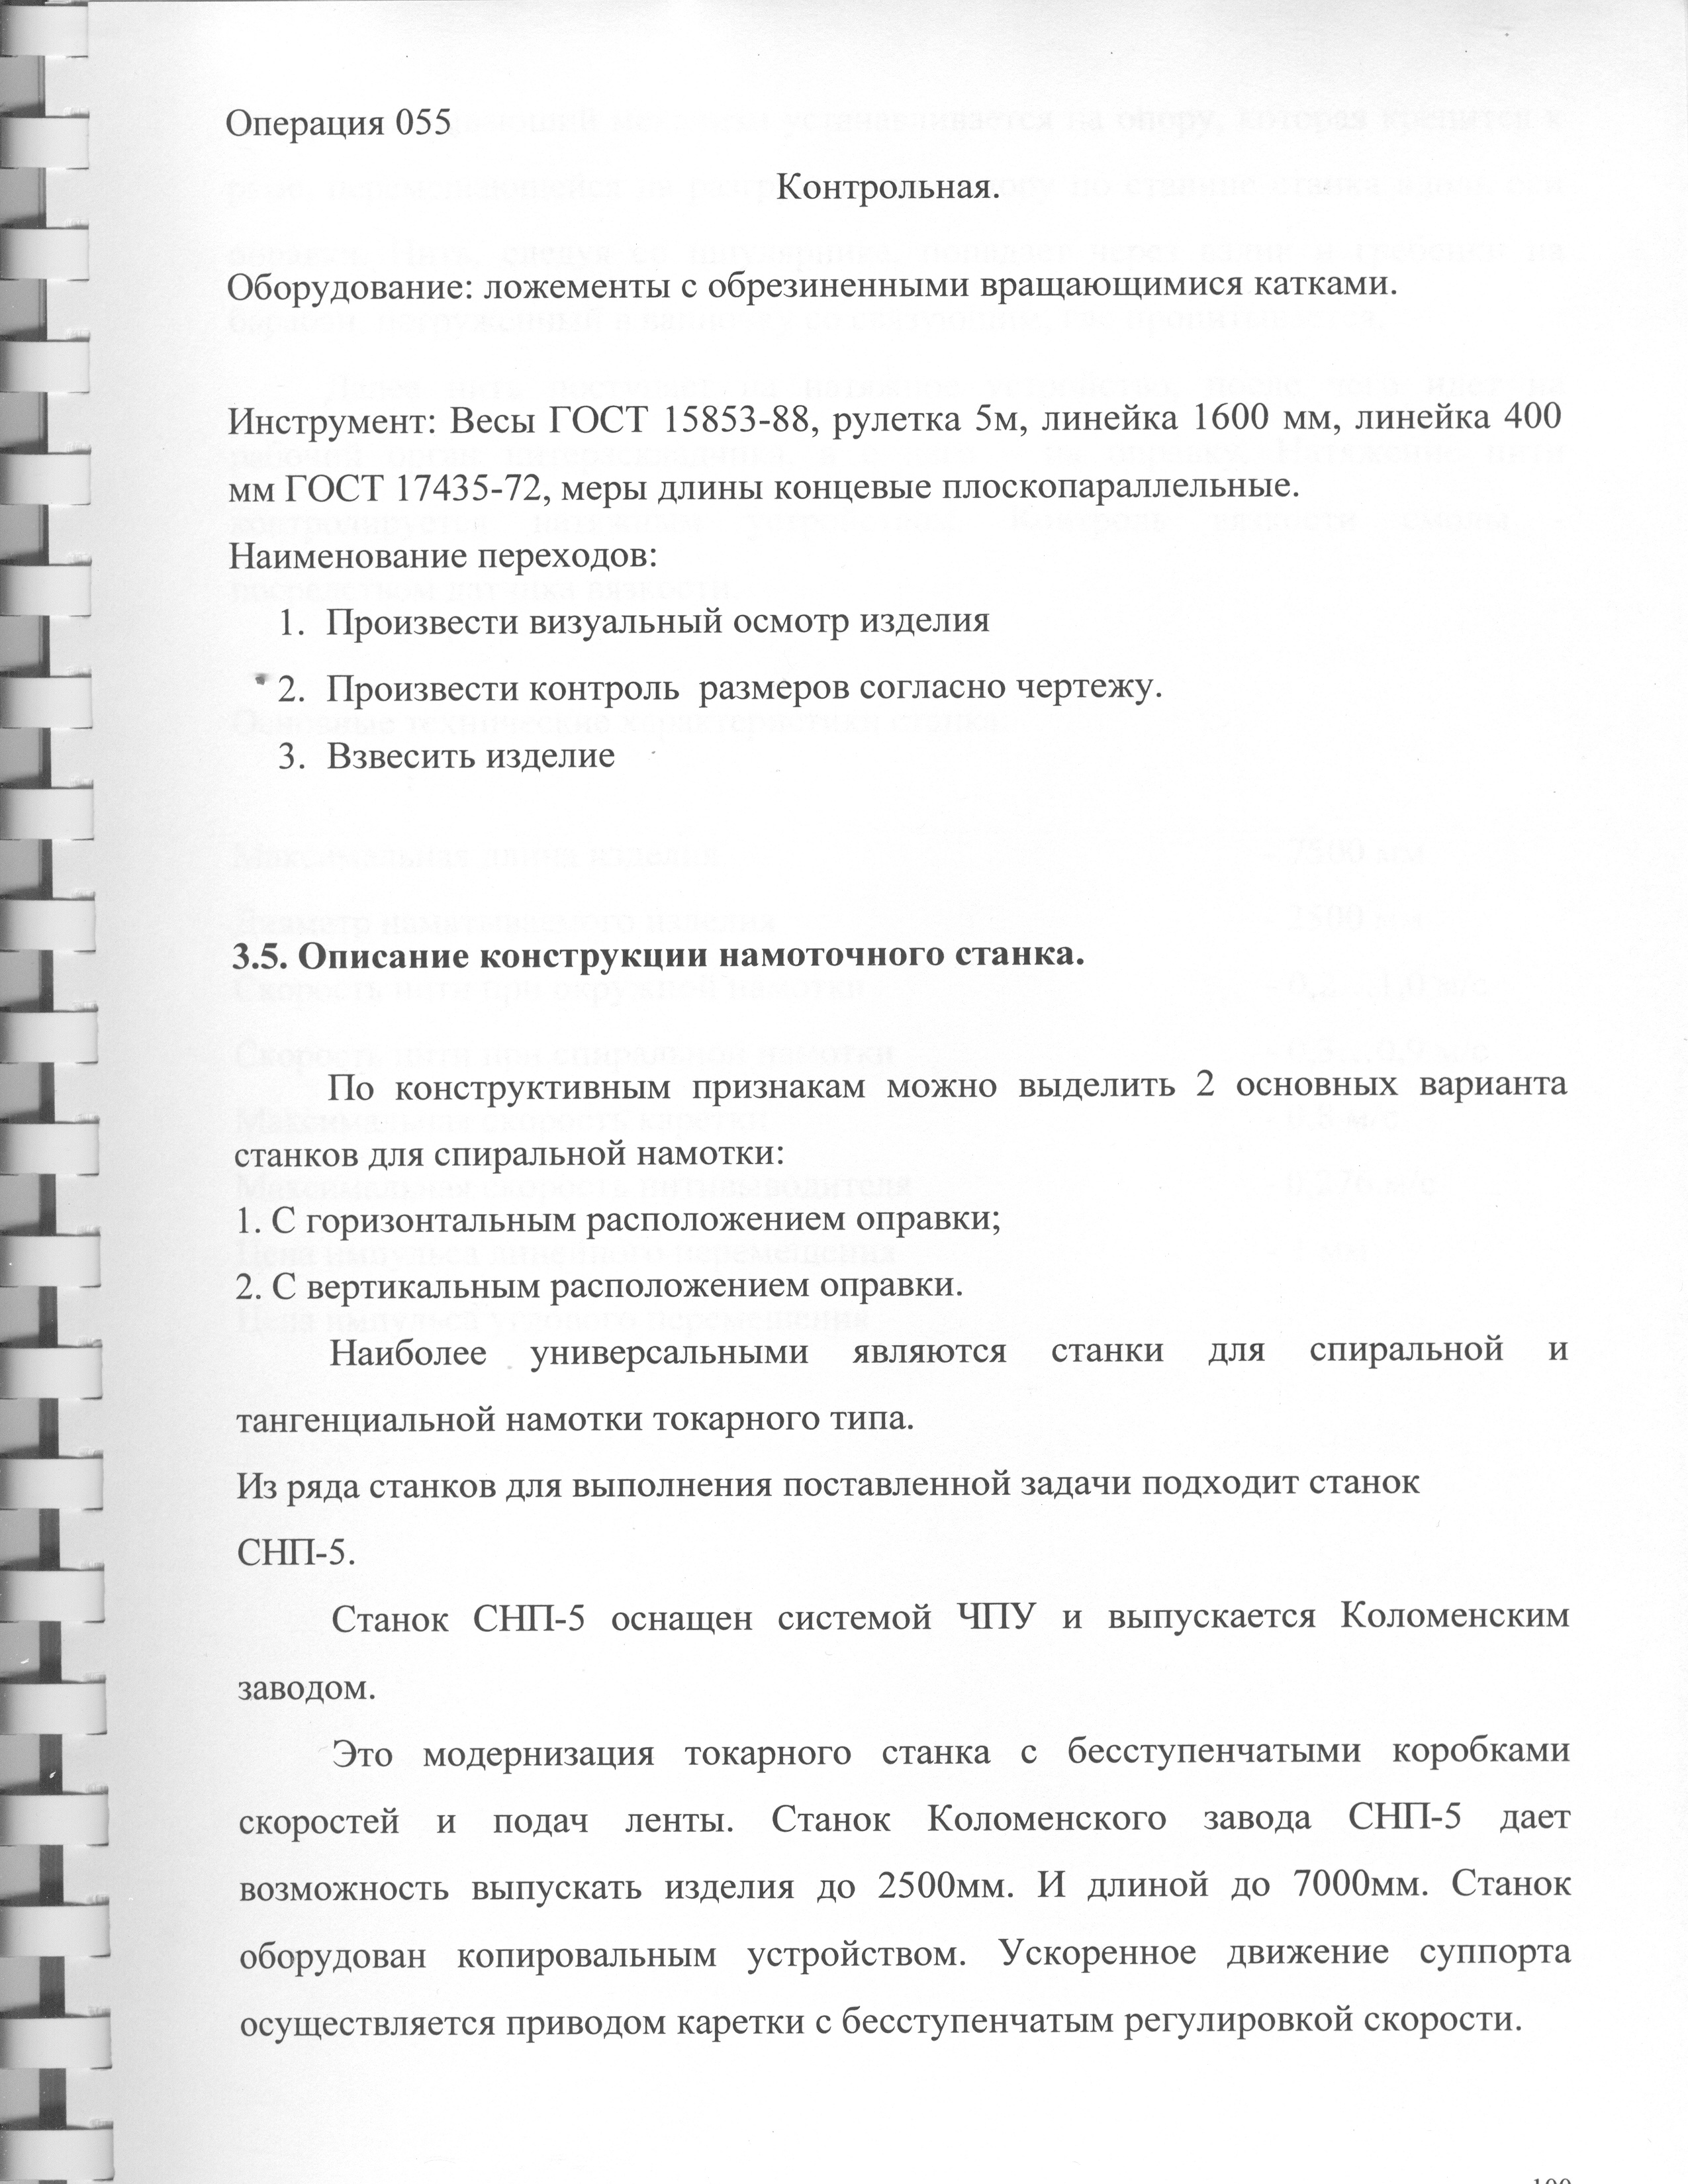 Операция 055
Контрольная.
Оборудование: ложементы с обрезиненными вращающимися катками.
Инструмент: Весы ГОСТ 15853-88, рулетка 5м, линейка 1600 мм, линейка 400
мм ГОСТ 17435-72, меры длины концевые плоскопараллельные.
Наименование переходов:
1. Произвести визуальный осмотр изделия
2. Произвести контроль размеров согласно чертежу.
3. Взвесить изделие
3.5. Описание конструкции намоточного станка.
По конструктивным признакам можно выделить 2 основных варианта
станков для спиральной намотки:
1. С горизонтальным расположением оправки;
2. С вертикальным расположением оправки.
Наиболее универсальными являются станки для спиральной и
тангенциальной намотки токарного типа.
Из ряда станков для выполнения поставленной задачи подходит станок
СНП-5.
Станок СНП-5 оснащен системой ЧПУ и выпускается Коломенским
заводом.
Это модернизация токарного станка с бесступенчатыми коробками
скоростей и подач ленты. Станок Коломенского завода СНП-5 дает
возможность выпускать изделия до 2500мм. И длиной до 7000мм. Станок
оборудован копировальным устройством. Ускоренное движение суппорта
осуществляется приводом каретки с бесступенчатым регулировкой скорости.